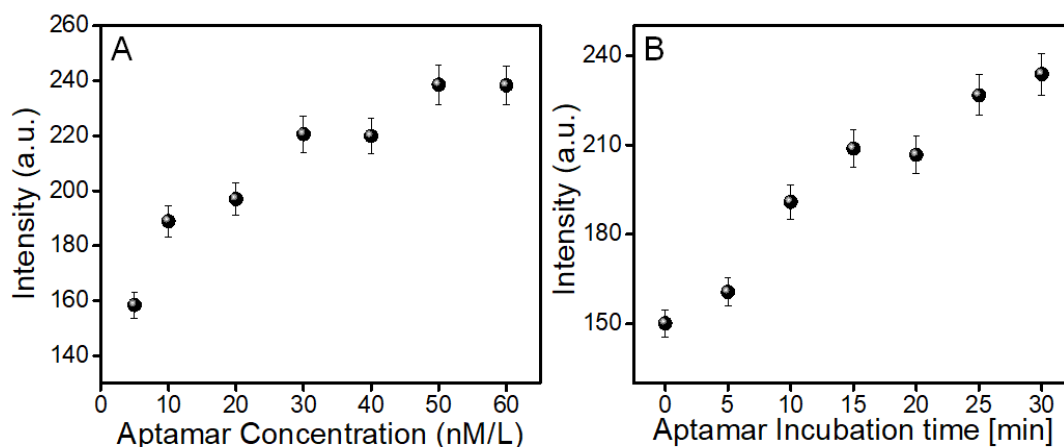 A
Intensity (a.u.)
260
240
220
200
180
160
140
0 10 20 30 40 50 60
Aptamar Concentration (nM/L)
B
Intensity (a.u.)
240
210
180
150
0 5 10 15 20 25 30
Aptamar Incubation time [min]